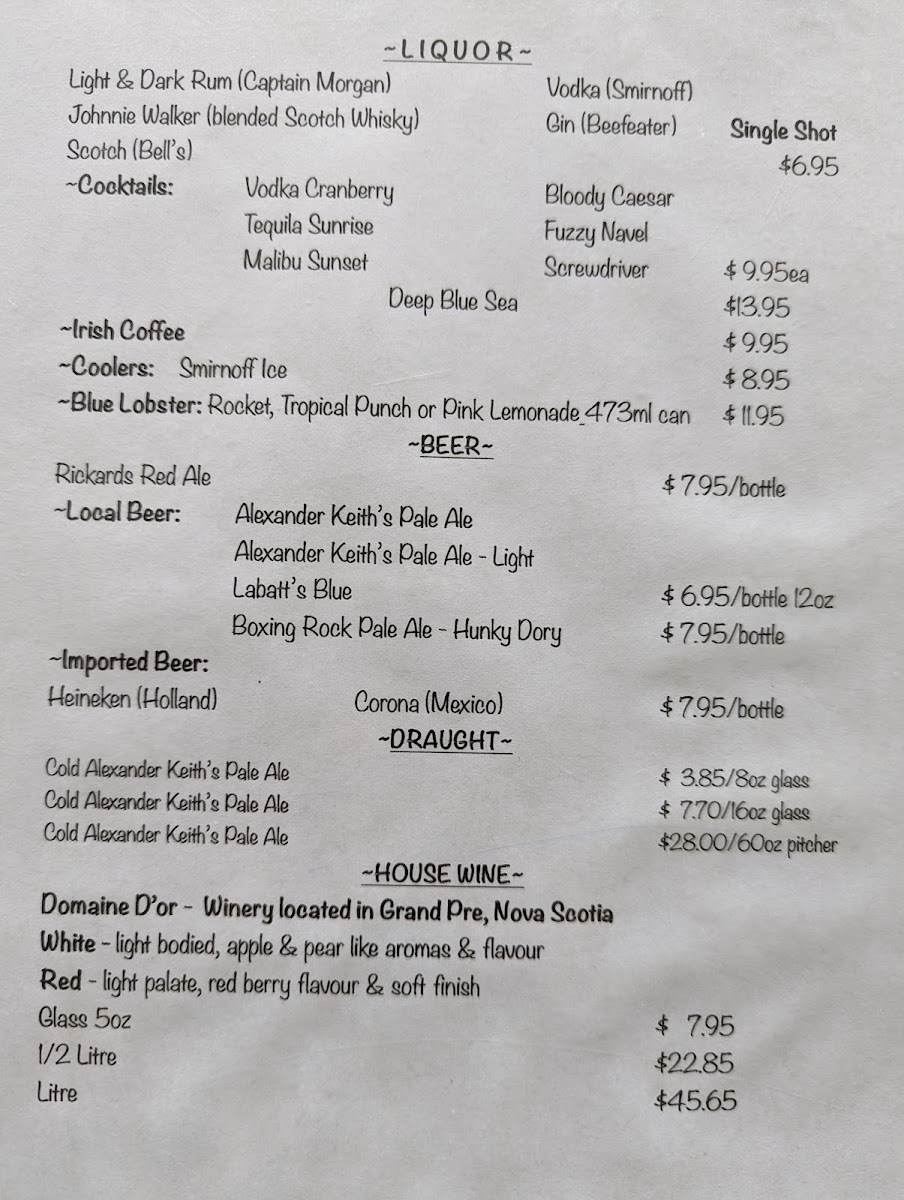 ~LIQUOR~
Light & Dark Rum (Captain Morgan) Vodka (Smirnoff)
Johnnie Walker (blended Scotch Whisky) Gin (Beefeater) Single Shot
Scotch (Bell's) $6.95
~Cocktails: Vodka Cranberry Bloody Caesar
Tequila Sunrise Fuzzy Navel
Malibu Sunset Screwdriver $ 9.95ea
Deep Blue Sea $13.95
~Irish Coffee $ 9.95
~Coolers: Smirnoff Ice $ 8.95
~Blue Lobster: Rocket, Tropical Punch or Pink Lemonade 473ml can $ 11.95
~BEER~
Rickards Red Ale $ 7.95/bottle
~Local Beer: Alexander Keith's Pale Ale
Alexander Keith's Pale Ale - Light
Labatt's Blue $ 6.95/bottle 12oz
Boxing Rock Pale Ale - Hunky Dory $ 7.95/bottle
~Imported Beer:
Heineken (Holland) Corona (Mexico) $ 7.95/bottle
~DRAUGHT~
Cold Alexander Keith's Pale Ale $ 3.85/8oz glass
Cold Alexander Keith's Pale Ale $ 7.70/16oz glass
Cold Alexander Keith's Pale Ale $28.00/60oz pitcher
~HOUSE WINE~
Domaine D'or - Winery located in Grand Pre, Nova Scotia
White - light bodied, apple & pear like aromas & flavour
Red - light palate, red berry flavour & soft finish
Glass 5oz $ 7.95
1/2 Litre $22.85
Litre $45.65